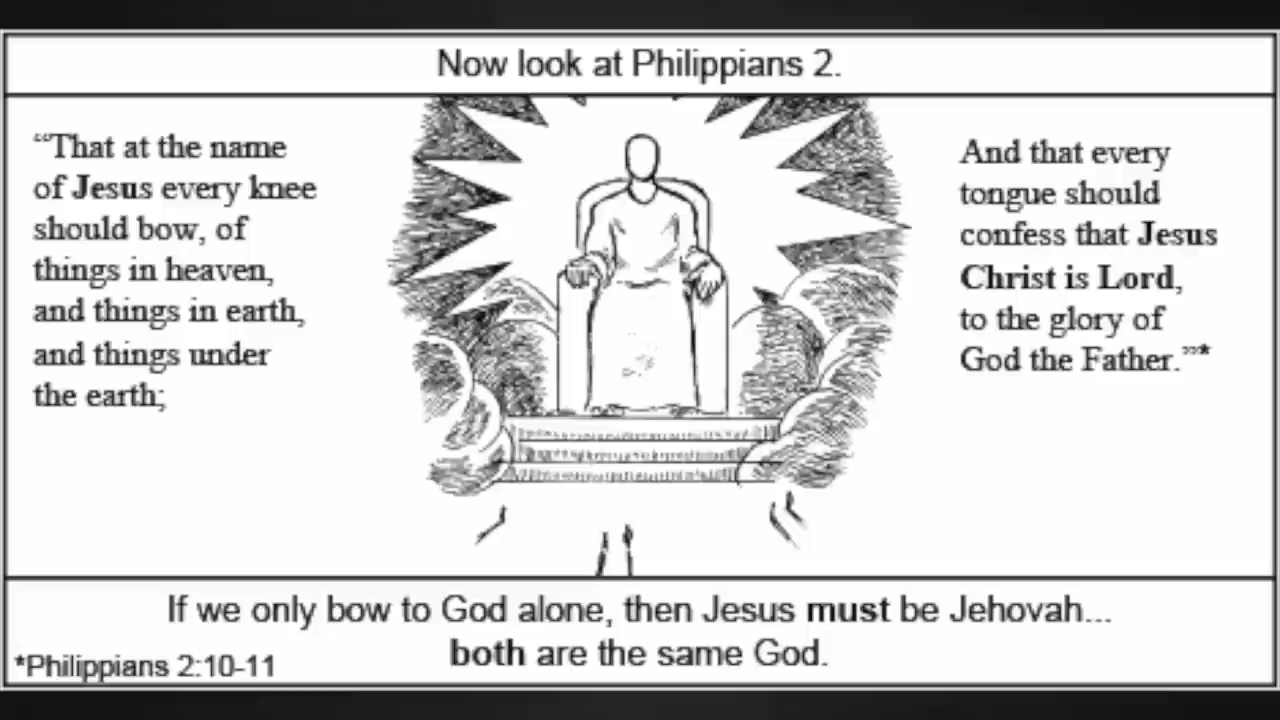 Now look at Philippians 2.
“That at the name
of Jesus every knee
should bow, of
things in heaven,
and things in earth,
and things under
the earth;
And that every
tongue should
confess that Jesus
Christ is Lord,
to the glory of
God the Father.”*
If we only bow to God alone, then Jesus must be Jehovah...
both are the same God.
*Philippians 2:10-11